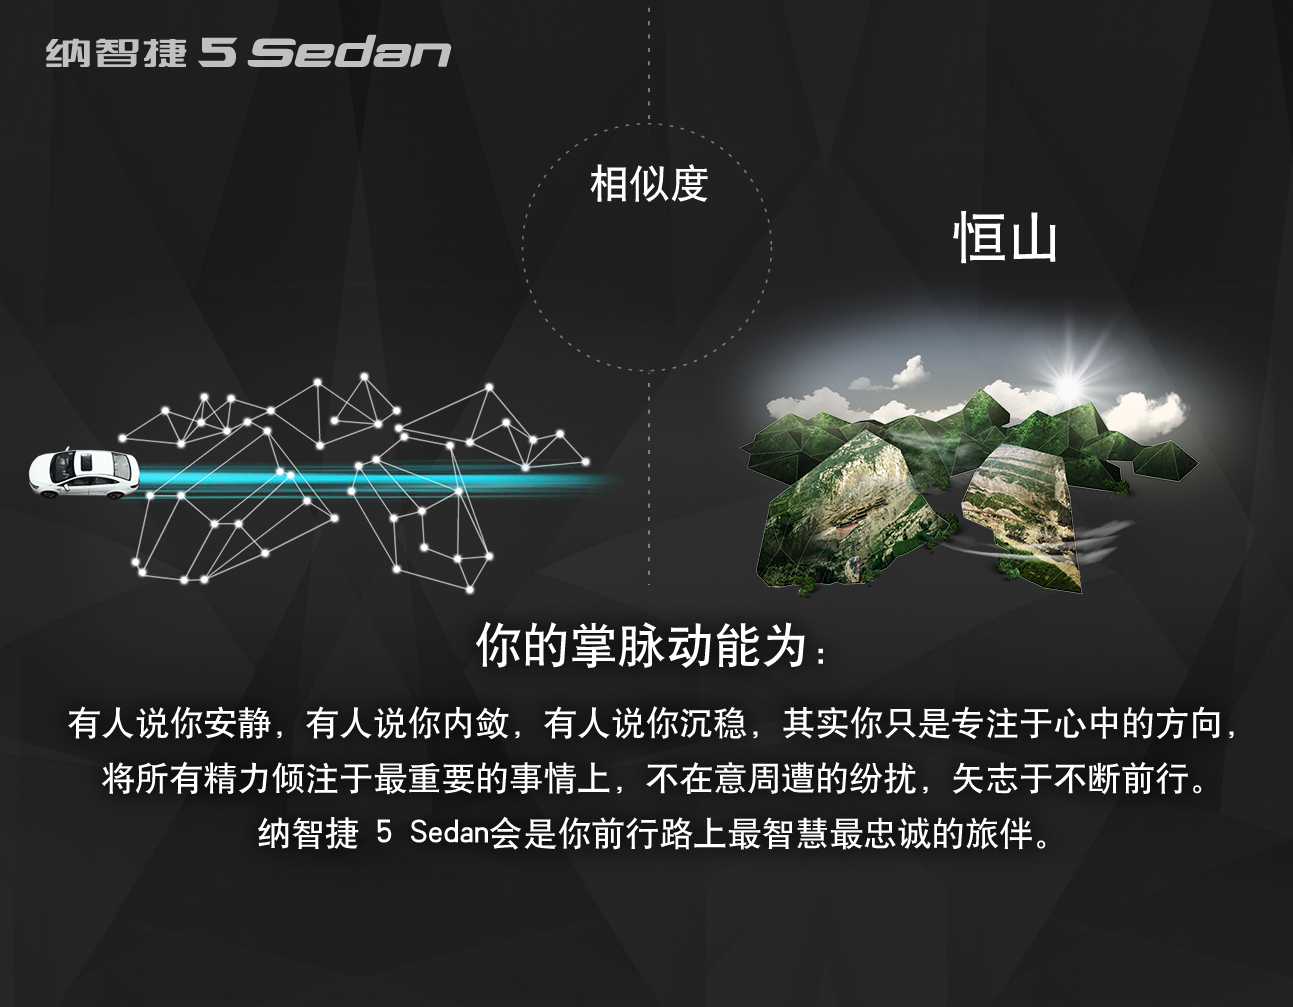 纳智捷 5 Sedan
相似度
恒山
你的掌脉动能为：
有人说你安静，有人说你内敛，有人说你沉稳，其实你只是专注于心中的方向，
将所有精力倾注于最重要的事情上，不在意周遭的纷扰，矢志于不断前行。
纳智捷 5 Sedan会是你前行路上最智慧最忠诚的旅伴。